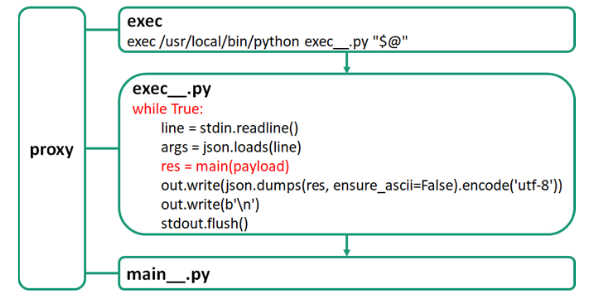 exec
exec /usr/local/bin/python exec__.py "$@"
exec__.py
while True:
line = stdin.readline()
args = json.loads(line)
res = main(payload)
out.write(json.dumps(res, ensure_ascii=False).encode('utf-8'))
out.write(b'\n')
stdout.flush()
proxy
main__.py